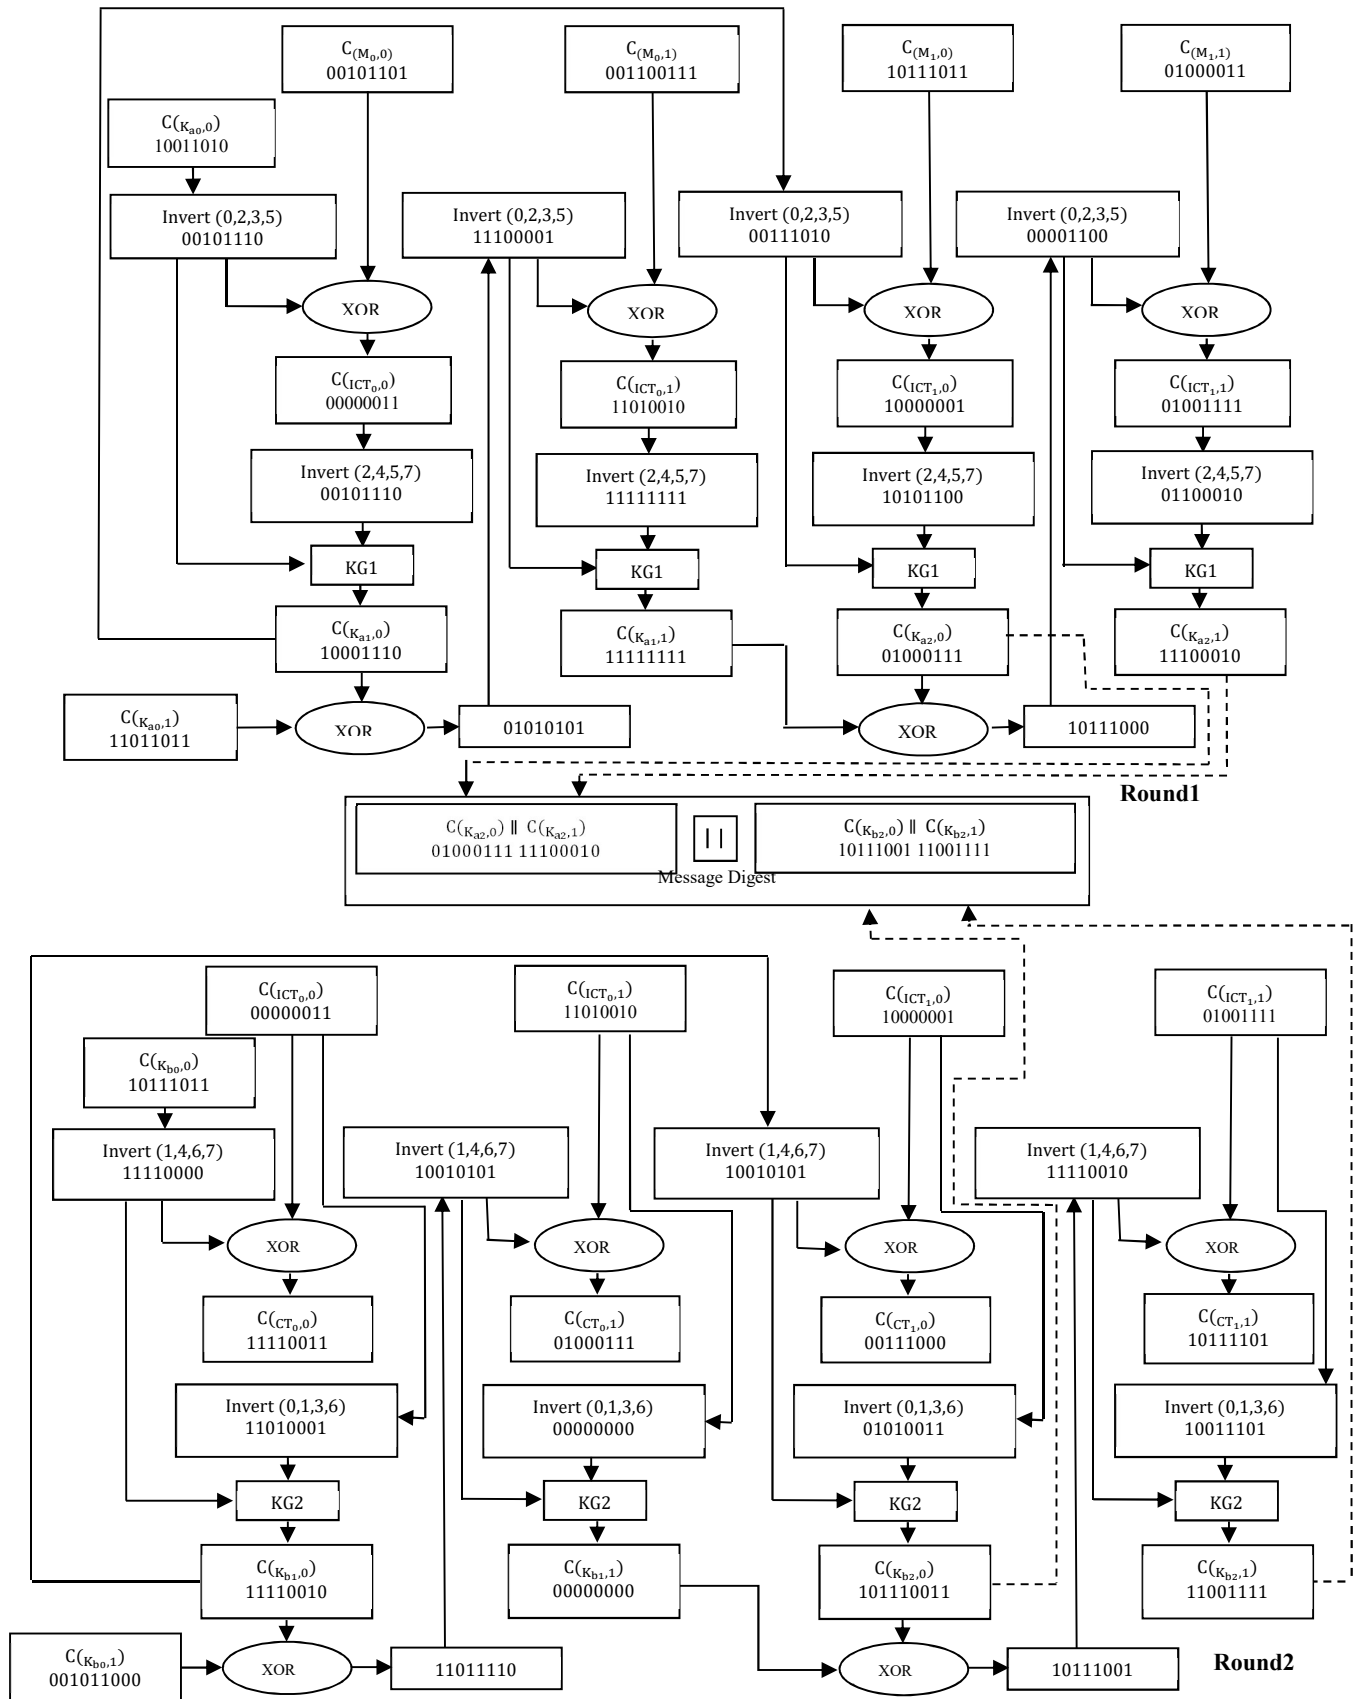 C(M₀,0)
00101101
C(M₀,1)
001100111
C(M₁,0)
10111011
C(M₁,1)
01000011
C(Kₐ₀,0)
10011010
Invert (0,2,3,5)
00101110
Invert (0,2,3,5)
11100001
Invert (0,2,3,5)
00111010
Invert (0,2,3,5)
00001100
XOR
XOR
XOR
XOR
C(ICT₀,0)
00000011
C(ICT₀,1)
11010010
C(ICT₁,0)
10000001
C(ICT₁,1)
01001111
Invert (2,4,5,7)
00101110
Invert (2,4,5,7)
11111111
Invert (2,4,5,7)
10101100
Invert (2,4,5,7)
01100010
KG1
KG1
KG1
KG1
C(Kₐ₁,0)
10001110
C(Kₐ₁,1)
11111111
C(Kₐ₂,0)
01000111
C(Kₐ₂,1)
11100010
C(Kₐ₀,1)
11011011
XOR
01010101
XOR
10111000
Round1
C(Kₐ₂,0) ∥ C(Kₐ₂,1)
01000111 11100010
||
C(K_b2,0) ∥ C(K_b2,1)
10111001 11001111
Message Digest
C(ICT₀,0)
00000011
C(ICT₀,1)
11010010
C(ICT₁,0)
10000001
C(ICT₁,1)
01001111
C(K_b0,0)
10111011
Invert (1,4,6,7)
11110000
Invert (1,4,6,7)
10010101
Invert (1,4,6,7)
10010101
Invert (1,4,6,7)
11110010
XOR
XOR
XOR
XOR
C(CT₀,0)
11110011
C(CT₀,1)
01000111
C(CT₁,0)
00111000
C(CT₁,1)
10111101
Invert (0,1,3,6)
11010001
Invert (0,1,3,6)
00000000
Invert (0,1,3,6)
01010011
Invert (0,1,3,6)
10011101
KG2
KG2
KG2
KG2
C(K_b1,0)
11110010
C(K_b1,1)
00000000
C(K_b2,0)
101110011
C(K_b2,1)
11001111
C(K_b0,1)
001011000
XOR
11011110
XOR
10111001
Round2